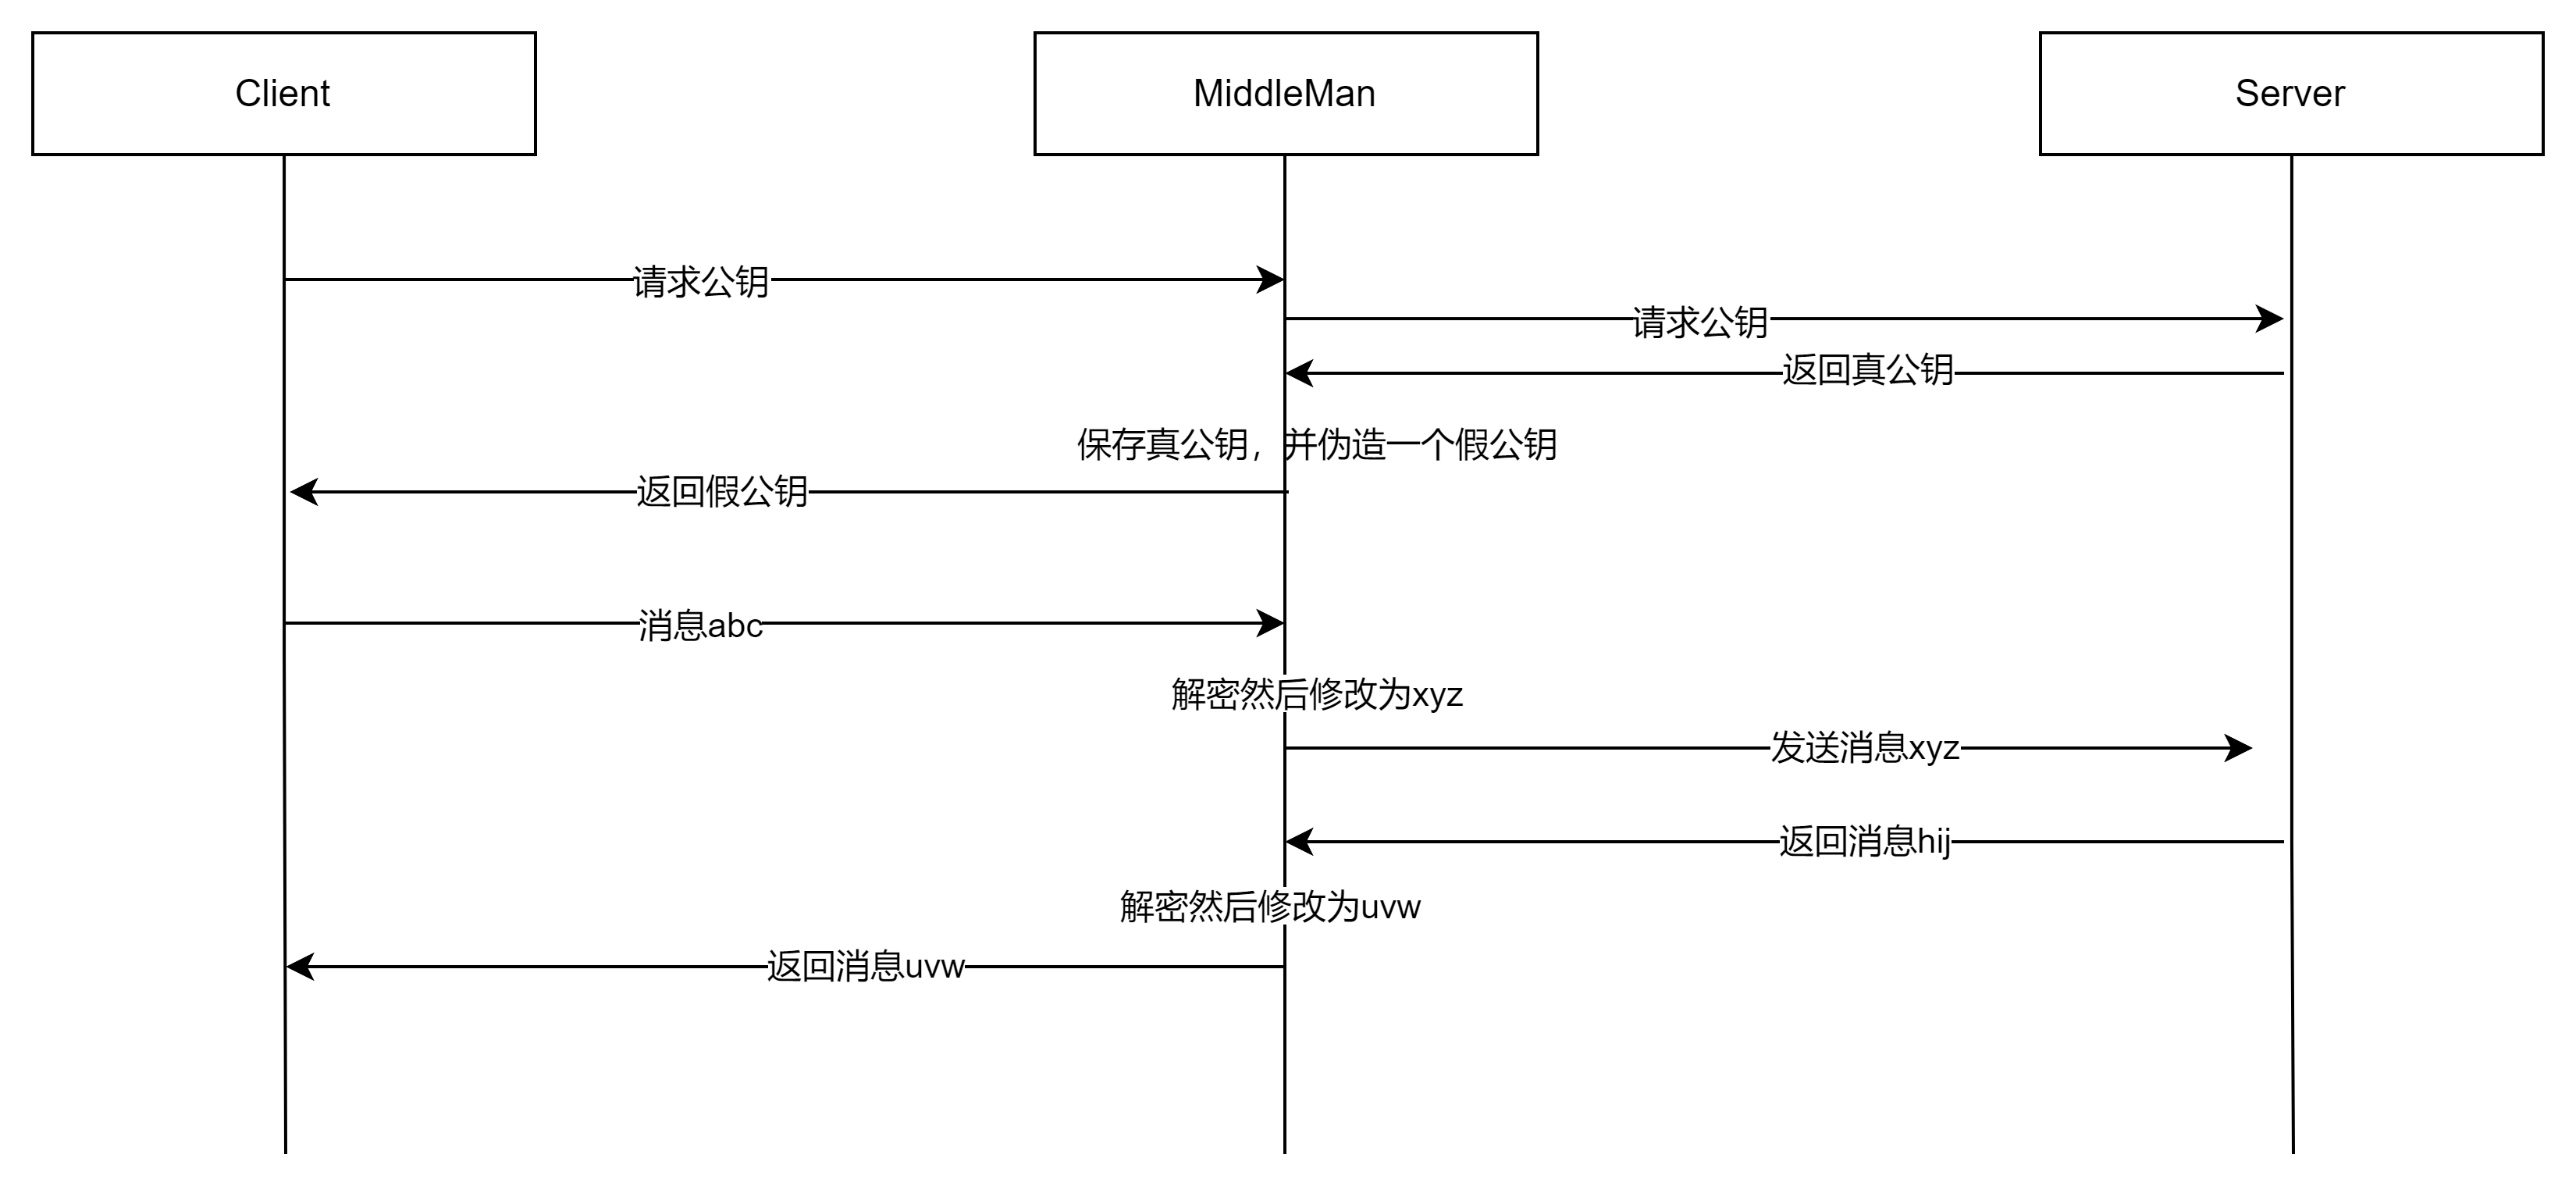 Client
MiddleMan
Server
请求公钥
请求公钥
返回真公钥
保存真公钥，并伪造一个假公钥
返回假公钥
消息abc
解密然后修改为xyz
发送消息xyz
返回消息hij
解密然后修改为uvw
返回消息uvw